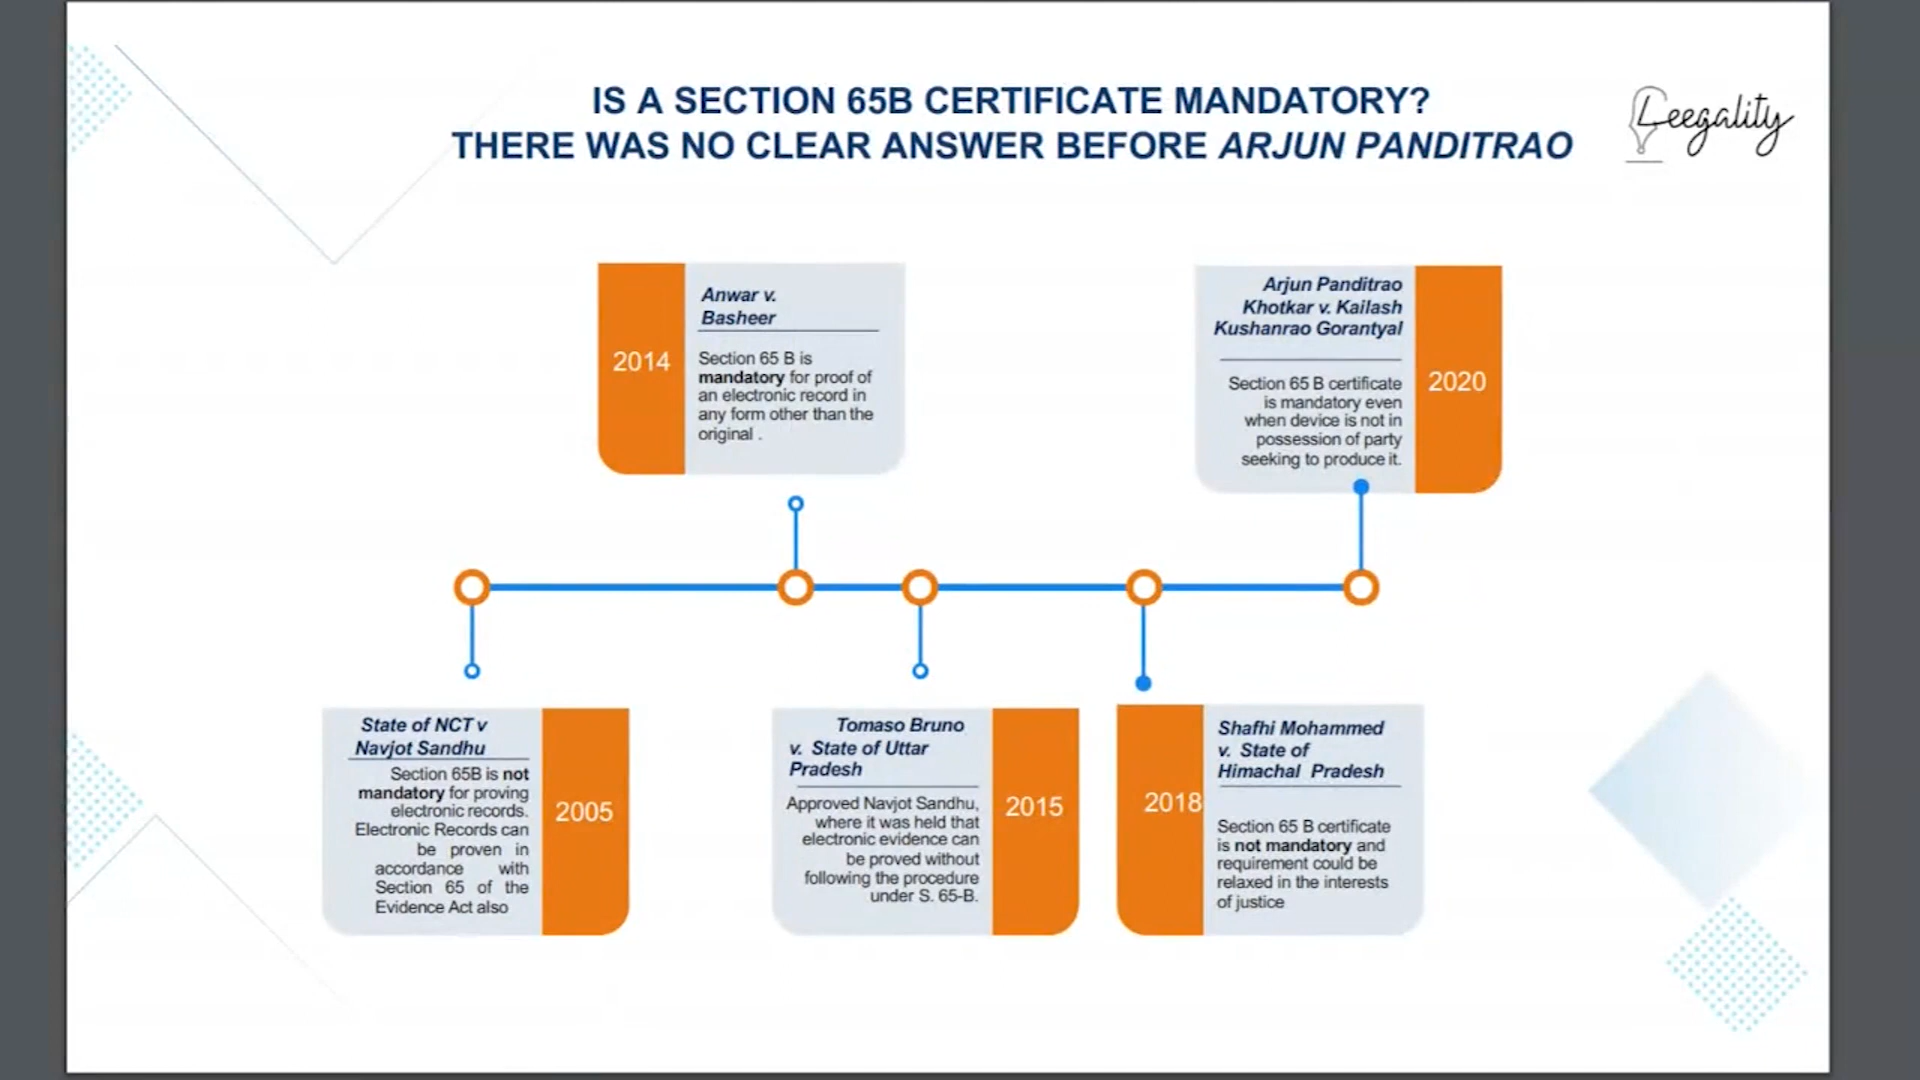 IS A SECTION 65B CERTIFICATE MANDATORY?
THERE WAS NO CLEAR ANSWER BEFORE ARJUN PANDITRAO
Leegality
2014
Anwar v.
Basheer
Section 65 B is
mandatory for proof of
an electronic record in
any form other than the
original .
Arjun Panditrao
Khotkar v. Kailash
Kushanrao Gorantyal
Section 65 B certificate
is mandatory even
when device is not in
possession of party
seeking to produce it.
2020
State of NCT v
Navjot Sandhu
Section 65B is not
mandatory for proving
electronic records.
Electronic Records can
be proven in
accordance with
Section 65 of the
Evidence Act also
2005
Tomaso Bruno
v. State of Uttar
Pradesh
Approved Navjot Sandhu,
where it was held that
electronic evidence can
be proved without
following the procedure
under S. 65-B.
2015
2018
Shafhi Mohammed
v. State of
Himachal Pradesh
Section 65 B certificate
is not mandatory and
requirement could be
relaxed in the interests
of justice